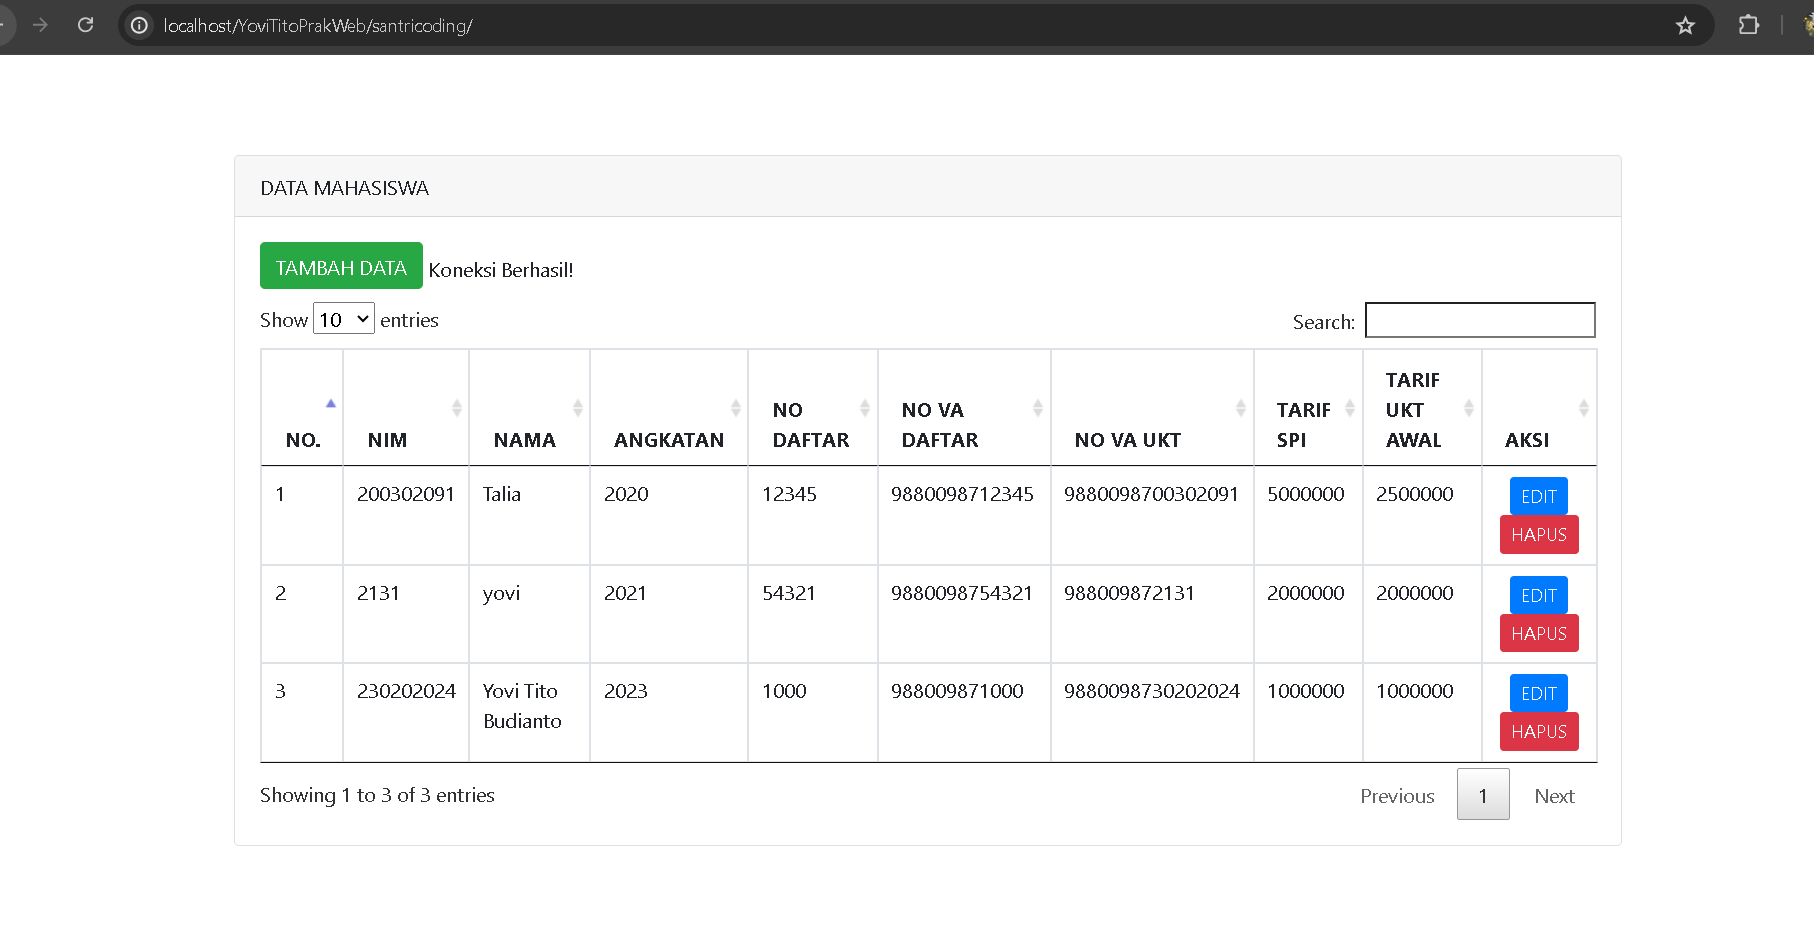 localhost/YoviTitoPrakWeb/santricoding/
DATA MAHASISWA
TAMBAH DATA Koneksi Berhasil!
Show 10 entries Search:
NO. NIM NAMA ANGKATAN NO DAFTAR NO VA DAFTAR NO VA UKT TARIF SPI TARIF UKT AWAL AKSI
1 200302091 Talia 2020 12345 9880098712345 9880098700302091 5000000 2500000 EDIT
HAPUS
2 2131 yovi 2021 54321 9880098754321 988009872131 2000000 2000000 EDIT
HAPUS
3 230202024 Yovi Tito 2023 1000 988009871000 9880098730202024 1000000 1000000 EDIT
Budianto HAPUS
Showing 1 to 3 of 3 entries Previous 1 Next